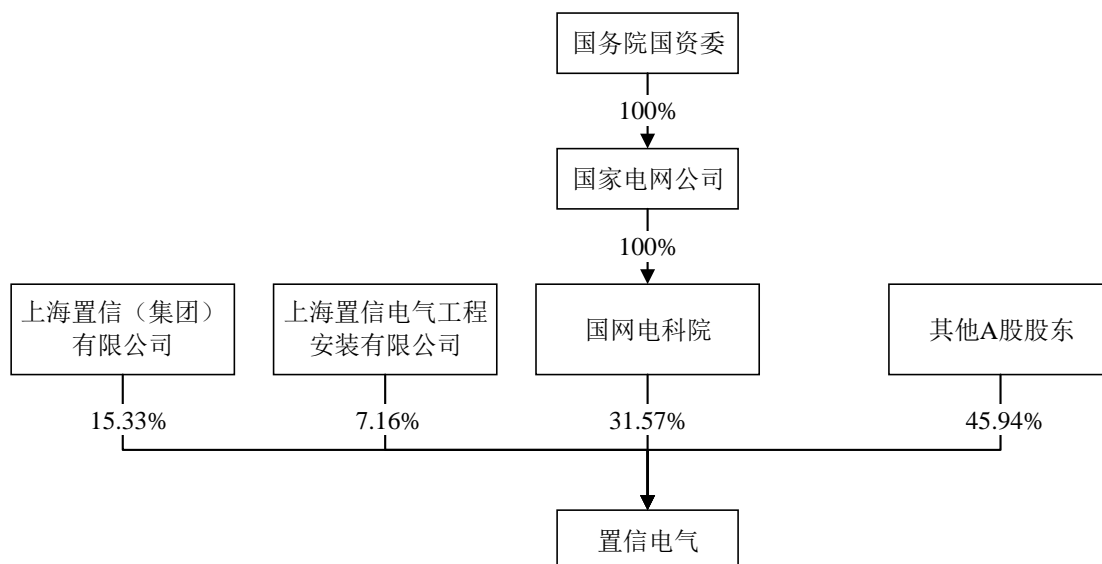 国务院国资委
100%
国家电网公司
100%
上海置信（集团）
有限公司
上海置信电气工程
安装有限公司
国网电科院
其他A股股东
15.33%
7.16%
31.57%
45.94%
置信电气